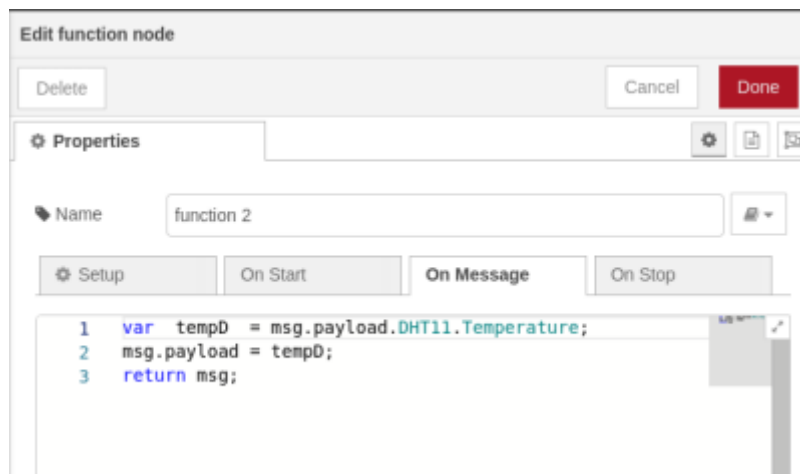 Edit function node
Delete Cancel Done
Properties
Name function 2
Setup On Start On Message On Stop
1 var  tempD  = msg.payload.DHT11.Temperature;
2 msg.payload = tempD;
3 return msg;